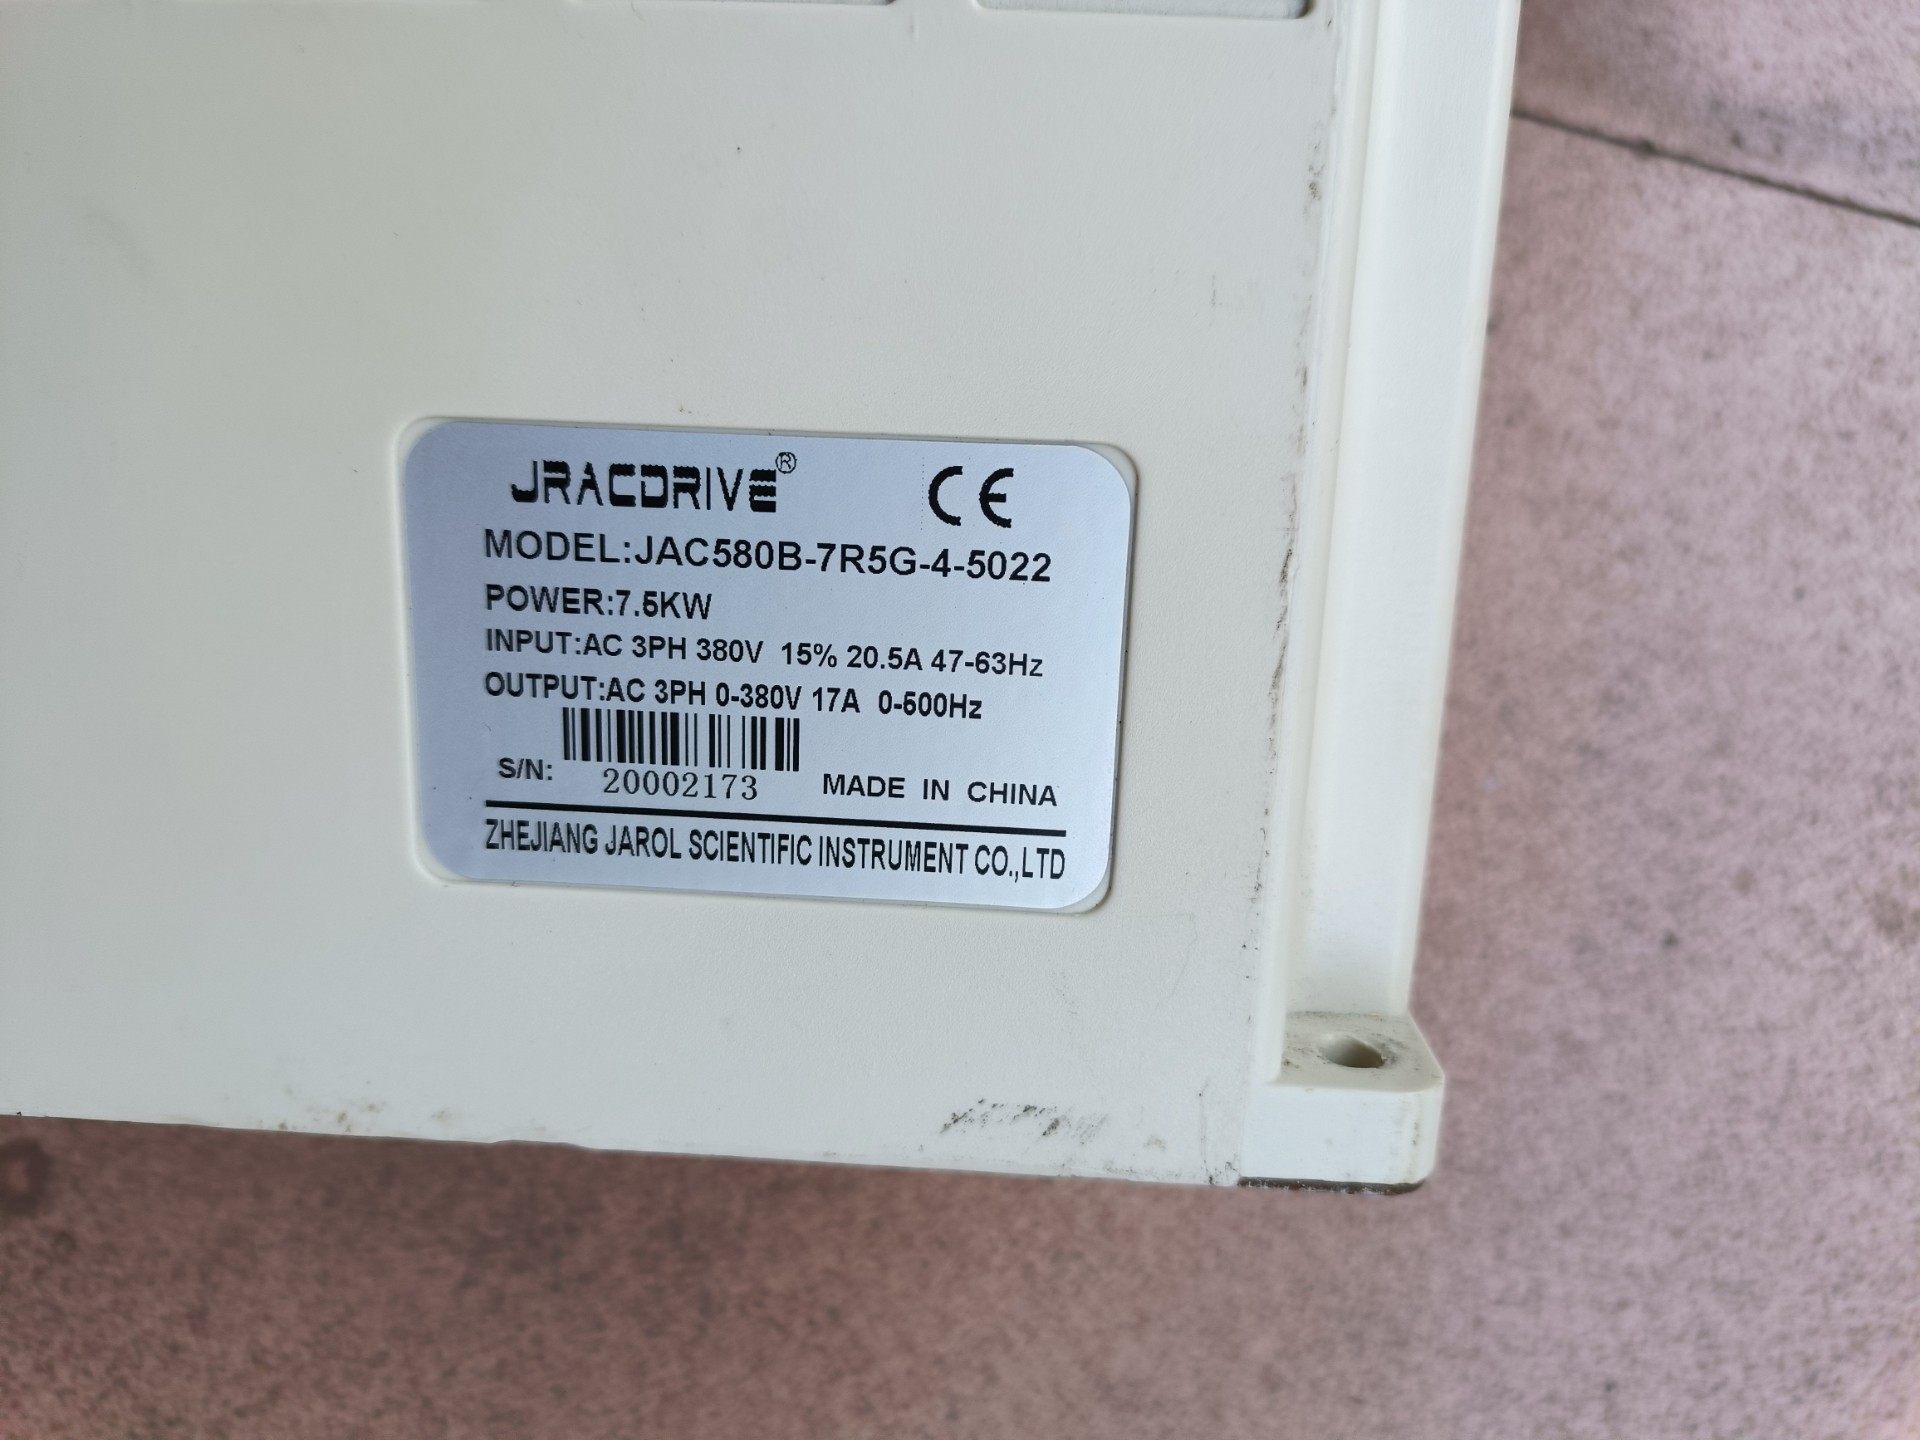 JRACDRIVE® CE
MODEL:JAC580B-7R5G-4-5022
POWER:7.5KW
INPUT:AC 3PH 380V 15% 20.5A 47-63Hz
OUTPUT:AC 3PH 0-380V 17A 0-600Hz
S/N: 20002173 MADE IN CHINA
ZHEJIANG JAROL SCIENTIFIC INSTRUMENT CO.,LTD